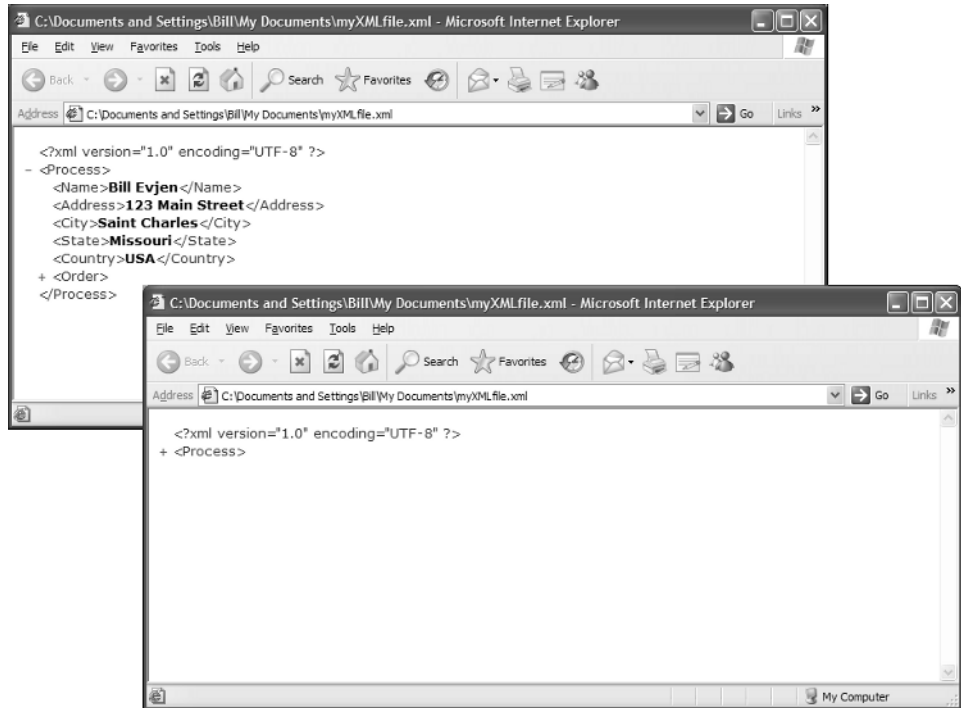 C:\Documents and Settings\Bill\My Documents\myXMLfile.xml - Microsoft Internet Explorer
File Edit View Favorites Tools Help
Back Search Favorites
Address C:\Documents and Settings\Bill\My Documents\myXMLfile.xml Go Links »
<?xml version="1.0" encoding="UTF-8" ?>
- <Process>
<Name>Bill Evjen</Name>
<Address>123 Main Street</Address>
<City>Saint Charles</City>
<State>Missouri</State>
<Country>USA</Country>
+ <Order>
</Process>
C:\Documents and Settings\Bill\My Documents\myXMLfile.xml - Microsoft Internet Explorer
File Edit View Favorites Tools Help
Back Search Favorites
Address C:\Documents and Settings\Bill\My Documents\myXMLfile.xml Go Links »
<?xml version="1.0" encoding="UTF-8" ?>
+ <Process>
My Computer